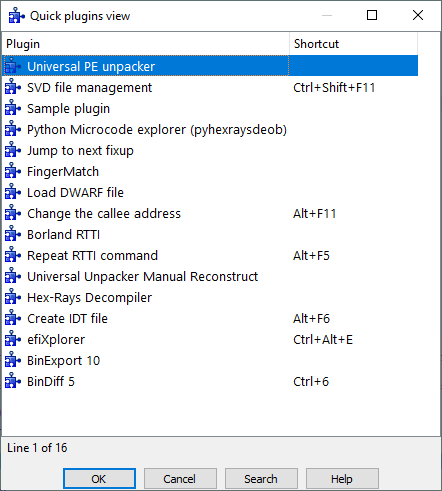 Quick plugins view
Plugin Shortcut
Universal PE unpacker
SVD file management Ctrl+Shift+F11
Sample plugin
Python Microcode explorer (pyhexraysdeob)
Jump to next fixup
FingerMatch
Load DWARF file
Change the callee address Alt+F11
Borland RTTI
Repeat RTTI command Alt+F5
Universal Unpacker Manual Reconstruct
Hex-Rays Decompiler
Create IDT file Alt+F6
efiXplorer Ctrl+Alt+E
BinExport 10
BinDiff 5 Ctrl+6
Line 1 of 16
OK Cancel Search Help